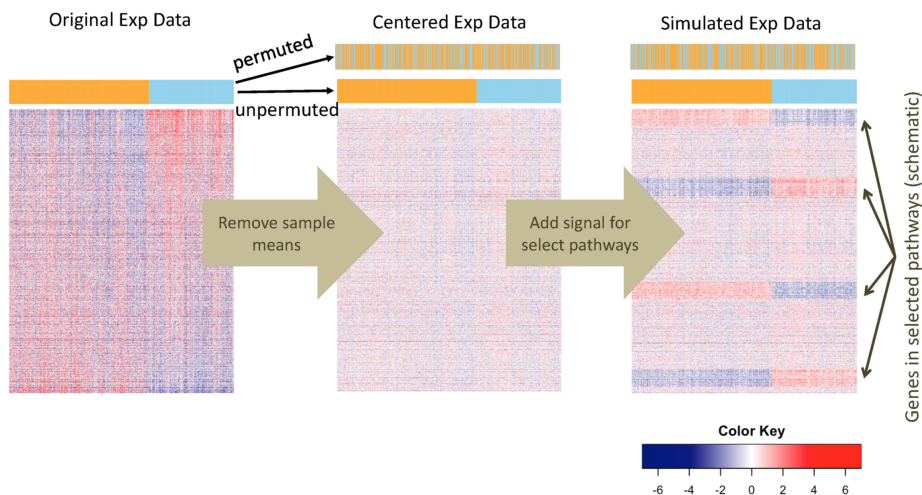 Original Exp Data
Centered Exp Data
Simulated Exp Data
permuted
unpermuted
Remove sample
means
Add signal for
select pathways
Genes in selected pathways (schematic)
Color Key
-6 -4 -2 0 2 4 6